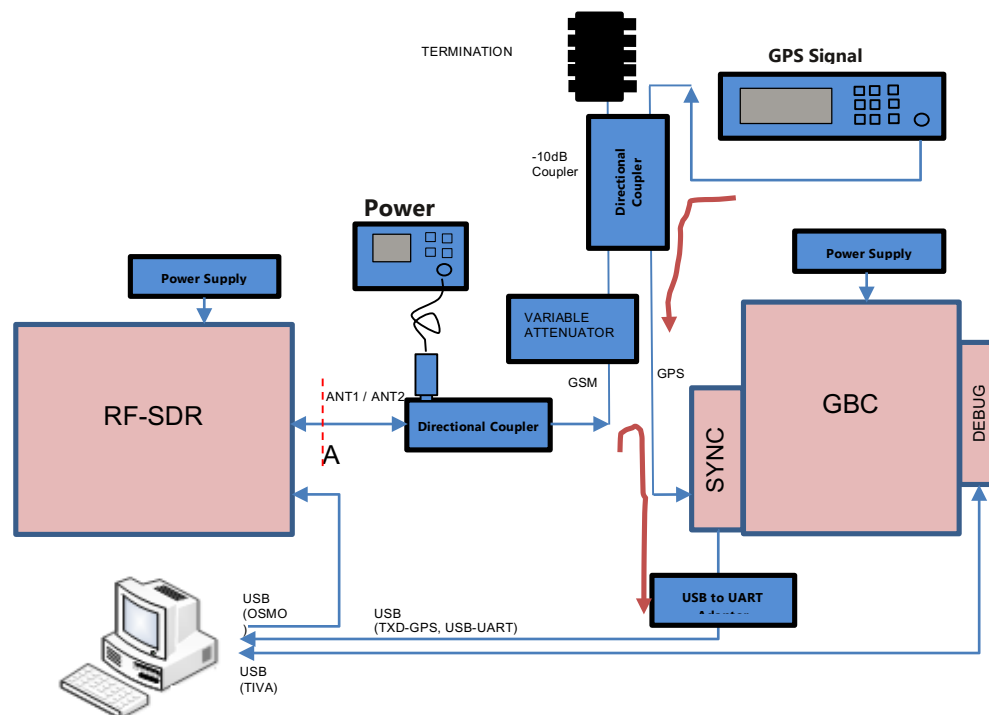 TERMINATION
GPS Signal
-10dB
Coupler
Directional
Coupler
Power
Power Supply
Power Supply
VARIABLE
ATTENUATOR
GSM
GPS
ANT1 / ANT2
RF-SDR
A
Directional Coupler
SYNC
GBC
DEBUG
USB to UART
USB
(OSMO
)
USB
(TXD-GPS, USB-UART)
USB
(TIVA)